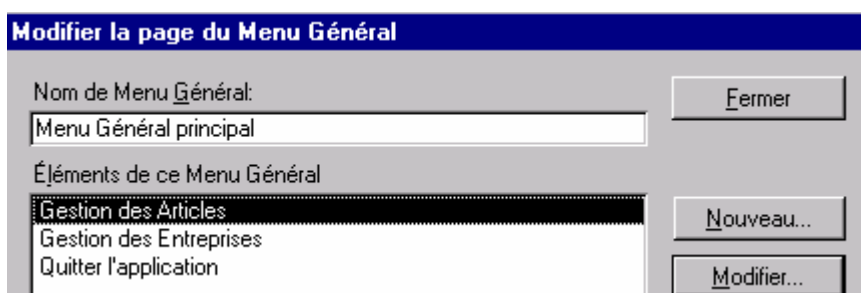 Modifier la page du Menu Général
Nom de Menu Général:
Fermer
Menu Général principal
Éléments de ce Menu Général
Gestion des Articles
Nouveau...
Gestion des Entreprises
Quitter l'application
Modifier...